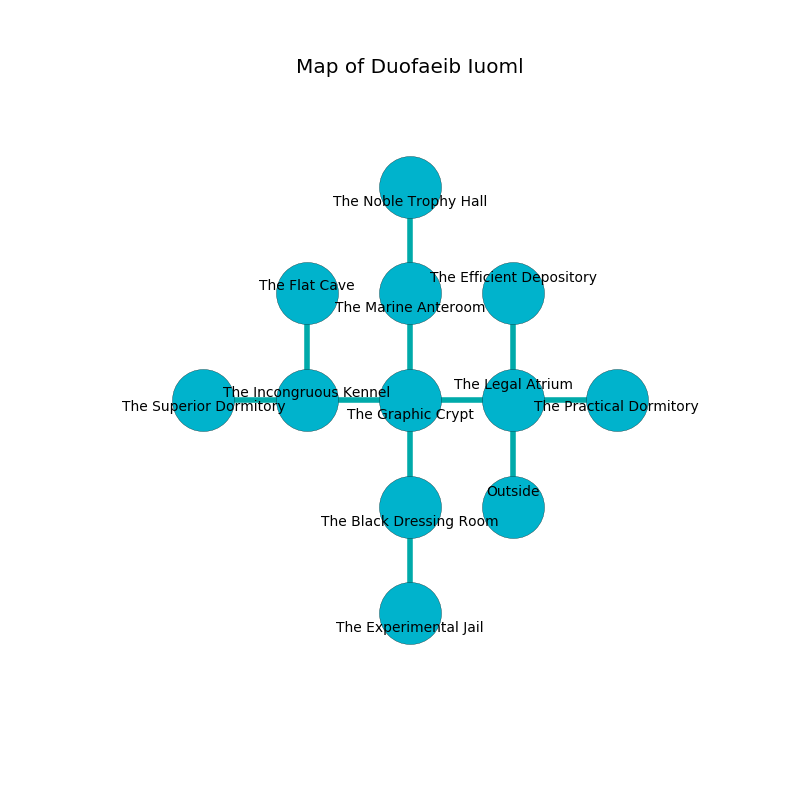 Map of Duofaeib Iuoml
The Noble Trophy Hall
The Efficient Depository
The Flat Cave
The Marine Anteroom
The Legal Atrium
The Incongruous Kennel
The Superior Dormitory
The Practical Dormitory
The Graphic Crypt
Outside
The Black Dressing Room
The Experimental Jail